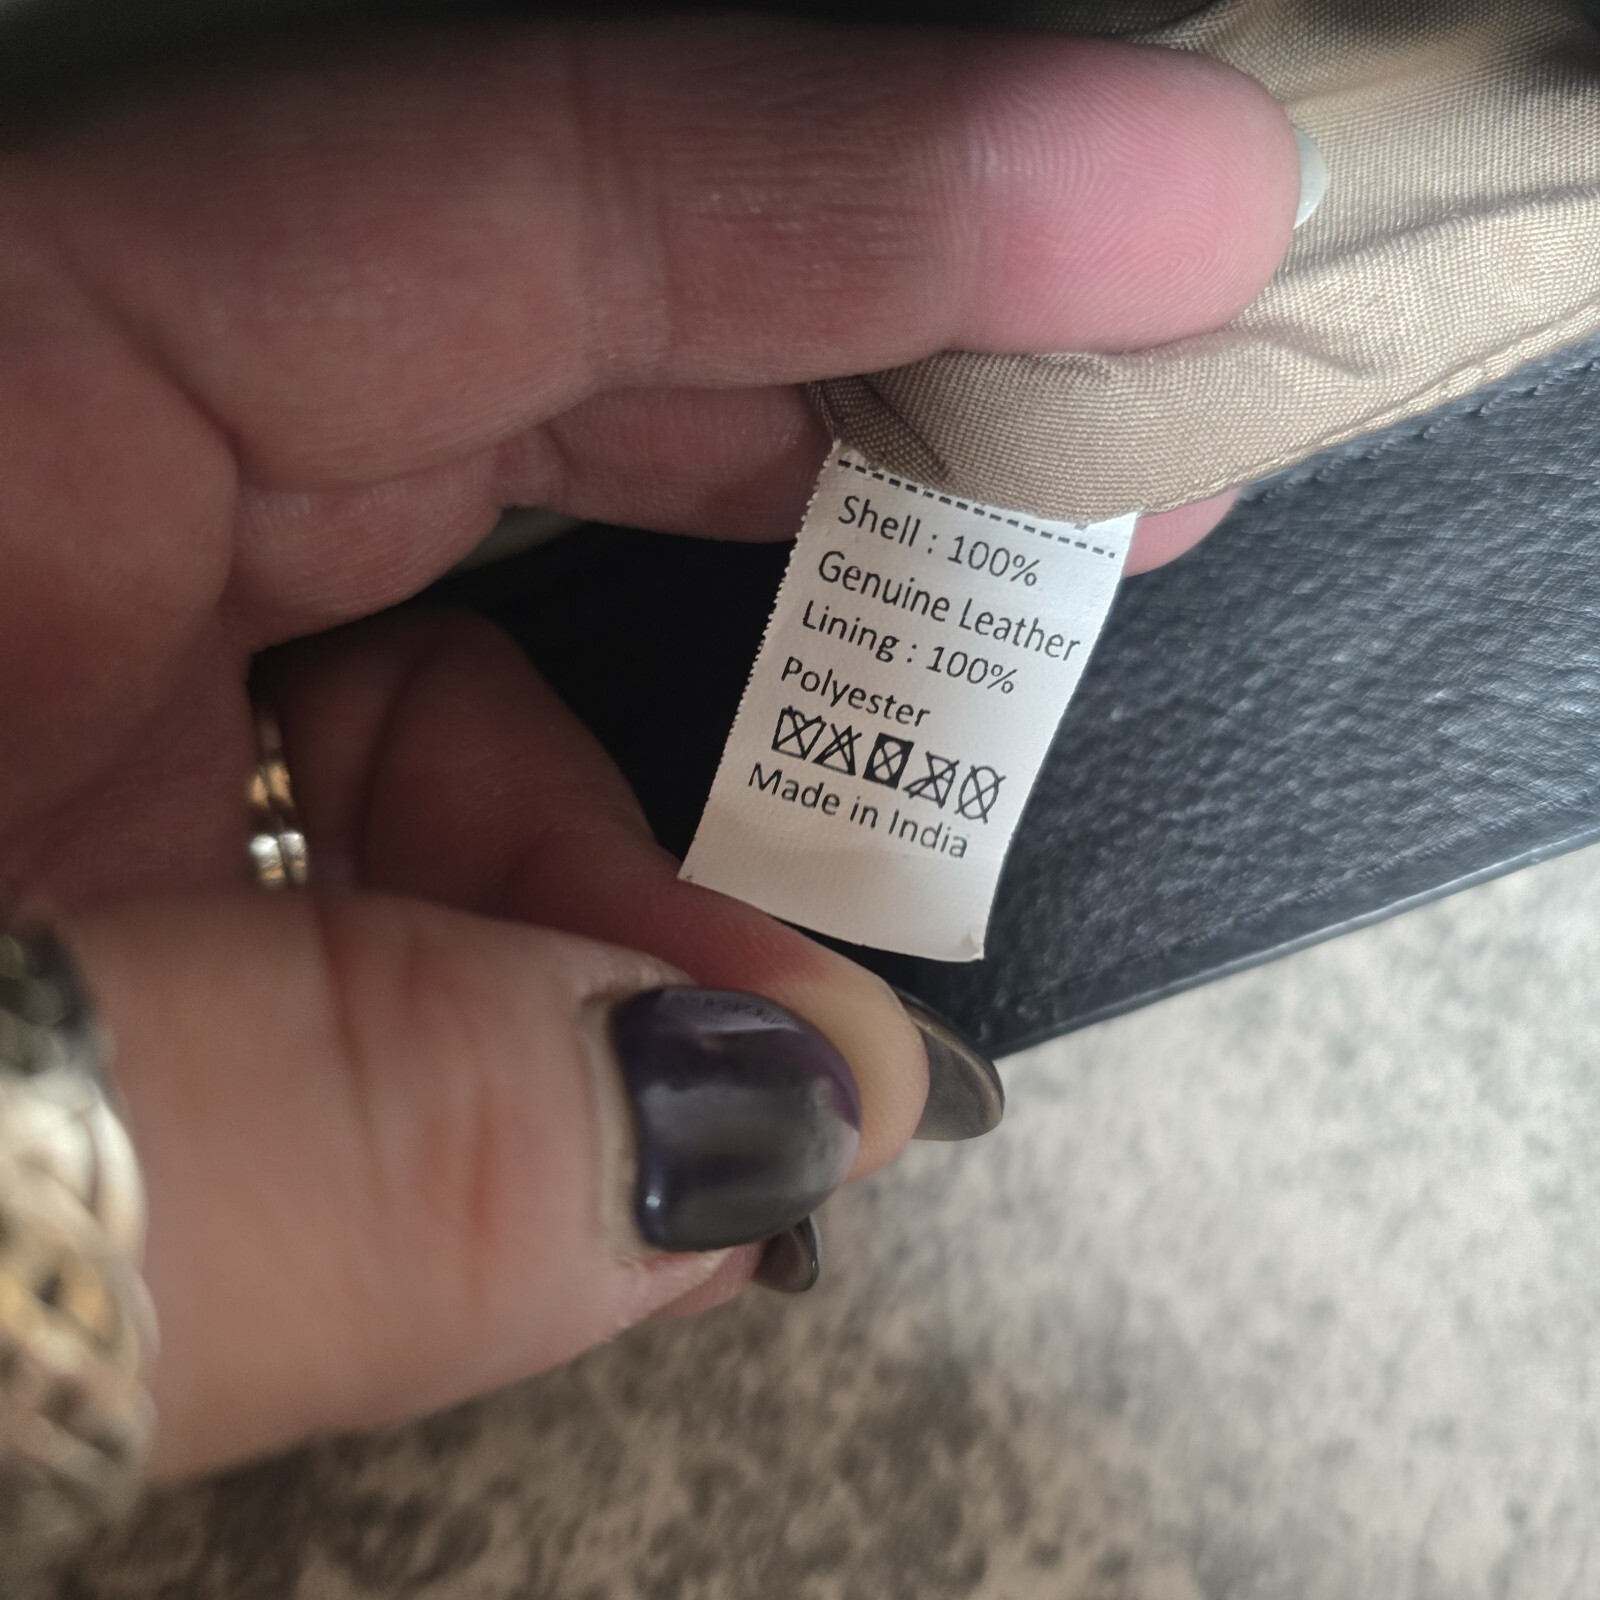 Shell : 100%
Genuine Leather
Lining : 100%
Polyester
Made in India